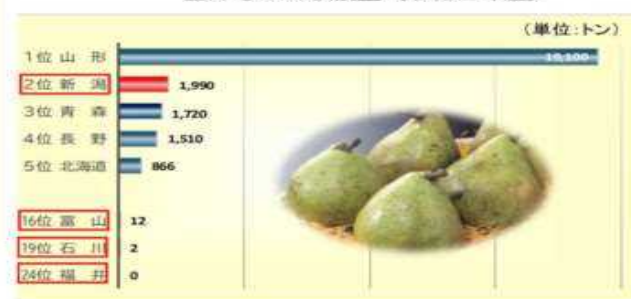 (単位:トン)
1位 山 形 19,100
2位 新 潟 1,990
3位 青 森 1,720
4位 長 野 1,510
5位 北海道 866
16位 富 山 12
19位 石 川 2
24位 福 井 0